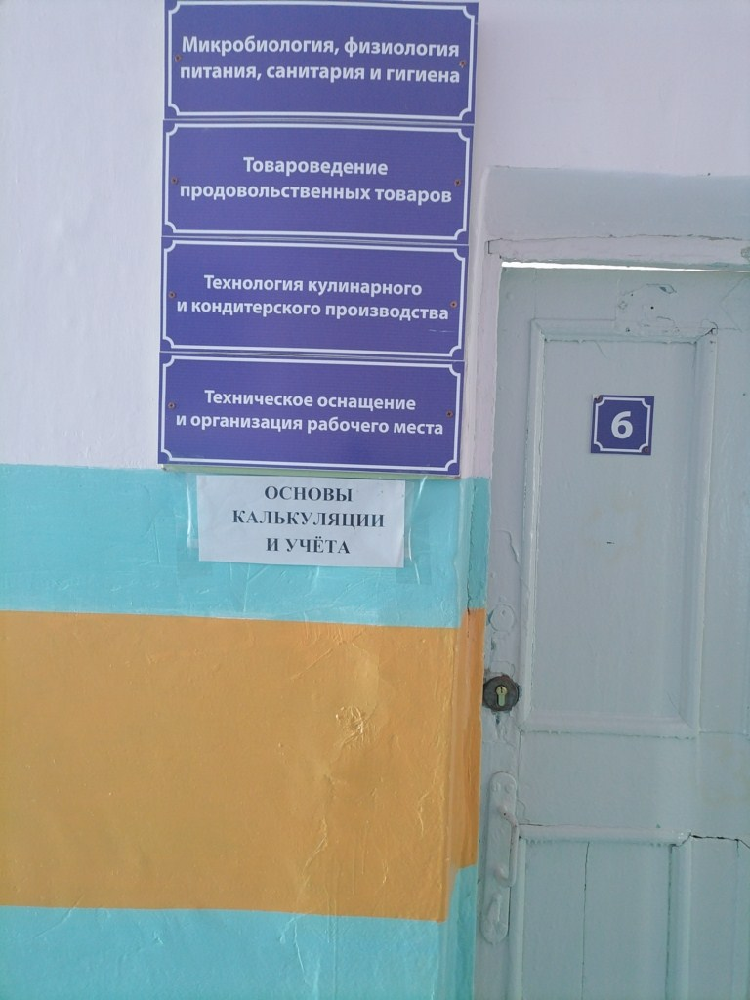 Микробиология, физиология
питания, санитария и гигиена
Товароведение
продовольственных товаров
Технология кулинарного
и кондитерского производства
Техническое оснащение
и организация рабочего места
ОСНОВЫ
КАЛЬКУЛЯЦИИ
И УЧЁТА
6